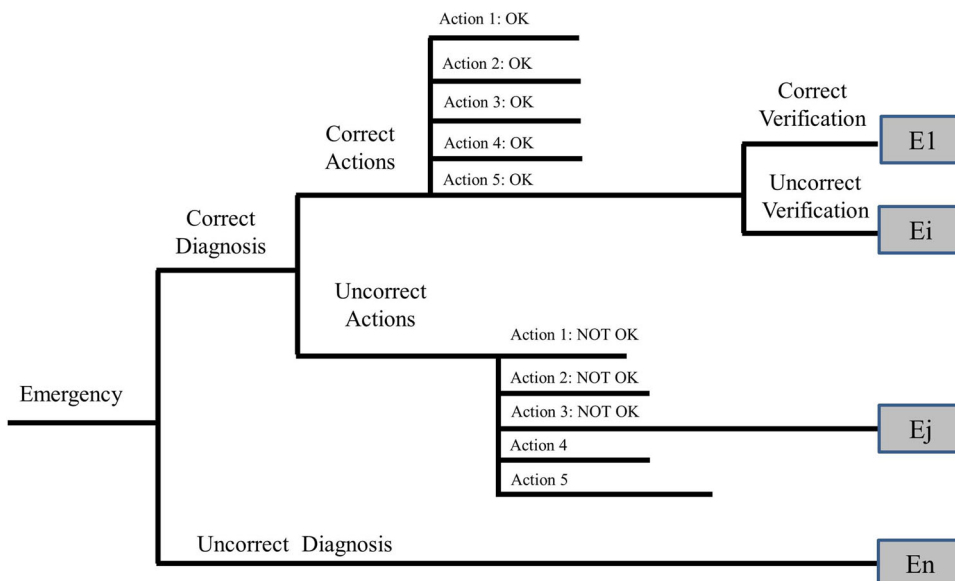 Action 1: OK
Action 2: OK
Action 3: OK
Action 4: OK
Action 5: OK
Correct
Actions
Correct
Verification
E1
Uncorrect
Verification
Ei
Correct
Diagnosis
Uncorrect
Actions
Action 1: NOT OK
Action 2: NOT OK
Action 3: NOT OK
Action 4
Action 5
Ej
Emergency
Uncorrect Diagnosis
En